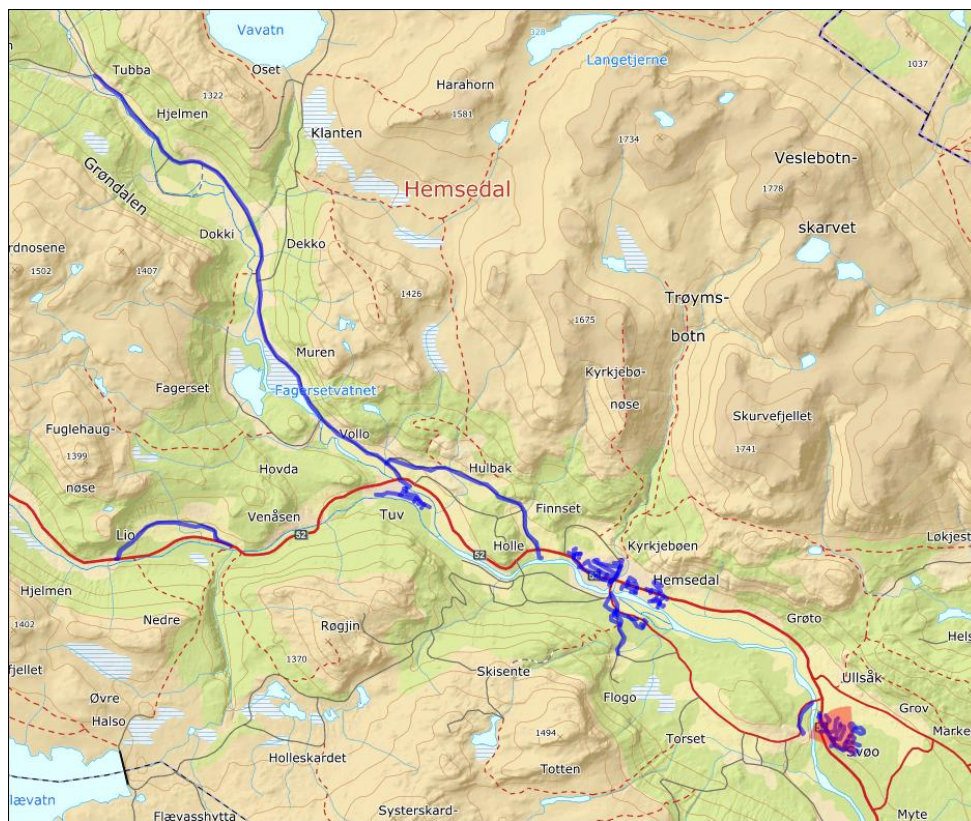 Vavatn
328
Langetjerne
1037
Tubba
Oset
Harahorn
1322
1581
Hjelmen
Klanten
1734
Veslebotn-
1778
skarvet
Grøndalen
Hemsedal
Dokki
Dekko
rdnosene
1502
1407
1426
Trøyms-
botn
1675
Muren
Fagerset
Fagersetvatnet
Kyrkjebø-
nøse
Skurvefjellet
1741
Fuglehaug-
1399
nøse
Vollo
Hovda
Hulbak
Tuv
Finnset
Venåsen
52
Lio
Holle
52
Kyrkjebøen
Løkjest
Hjelmen
Hemsedal
1402
Nedre
Røgjin
Grøto
Hels
fjellet
1370
Skisente
Ullsåk
Øvre
Flogo
Grov
Halso
1494
Torset
Marke
Holleskardet
Svøo
Totten
lævatn
Flævasshytta
Systerskard-
Myte